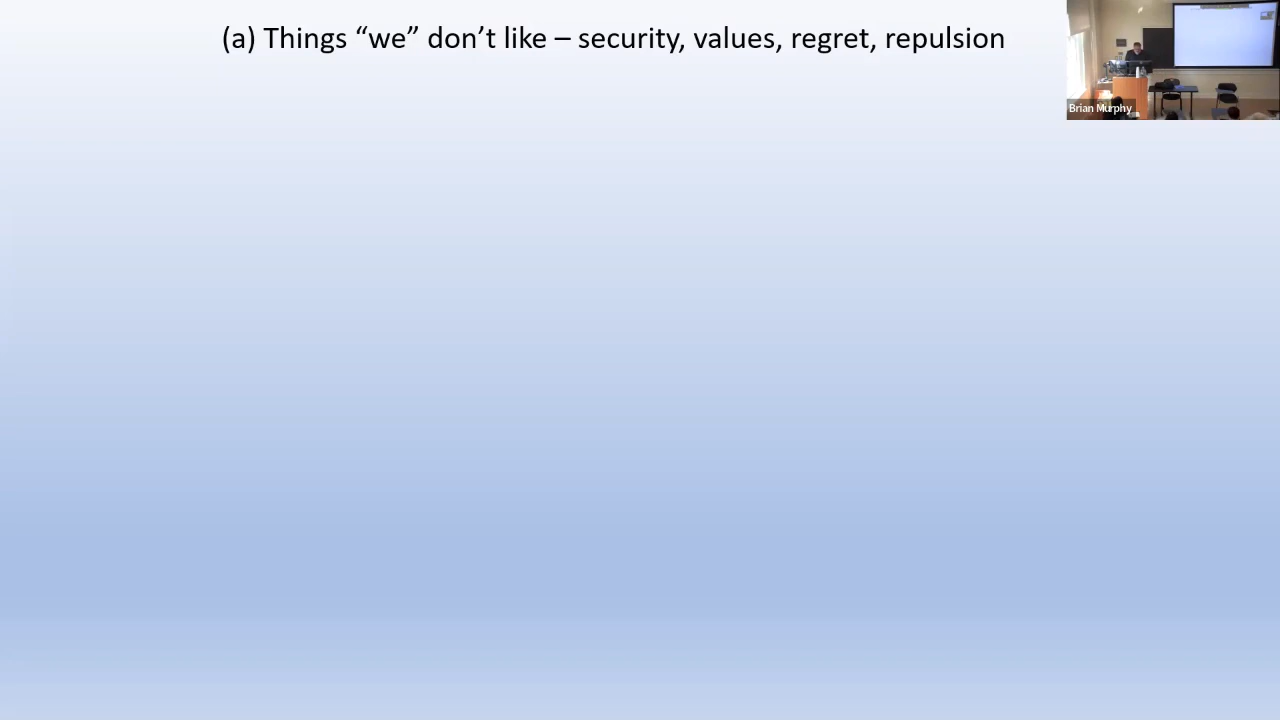 (a) Things “we” don’t like – security, values, regret, repulsion
Brian Murphy